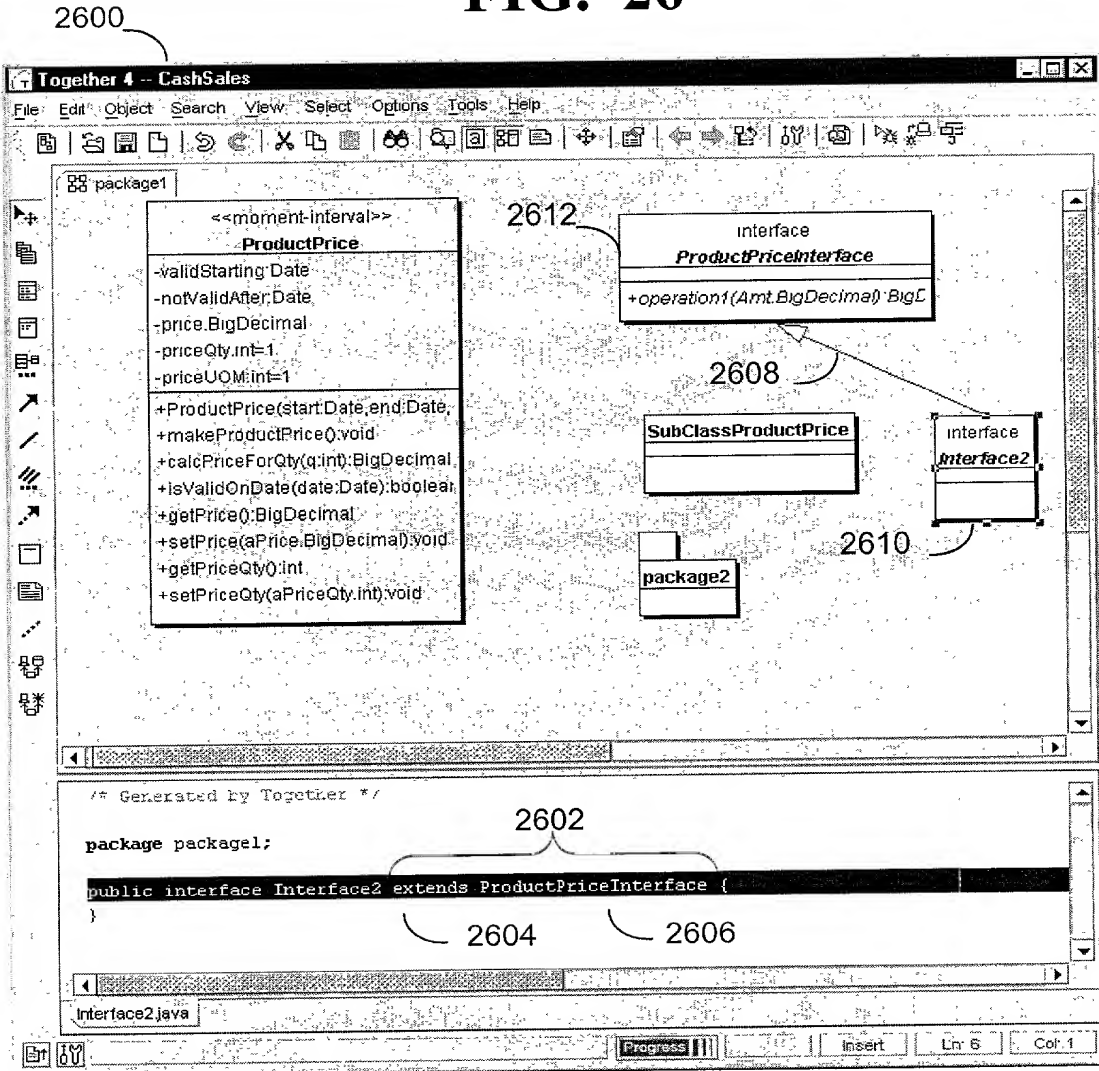 FIG. 26
2600
Together 4 -- CashSales
File Edit Object Search View Select Options Tools Help
package1
<<moment-interval>>
ProductPrice
-validStarting:Date
-notValidAfter:Date
-price.BigDecimal
-priceQty.int=1
-priceUOM:int=1
+ProductPrice(start:Date,end:Date,
+makeProductPrice():void
+calcPriceForQty(q:int):BigDecimal
+isValidOnDate(date:Date):boolear
+getPrice():BigDecimal
+setPrice(aPrice.BigDecimal):void
+getPriceQty():int
+setPriceQty(aPriceQty.int):void
2612
interface
ProductPriceInterface
+operation1(Amt.BigDecimal):BigD
2608
SubClassProductPrice
interface
Interface2
2610
package2
/* Generated by Together */
2602
package package1;
public interface Interface2 extends ProductPriceInterface {
}
2604
2606
Interface2.java
Progress
Insert
Ln: 6
Col: 1